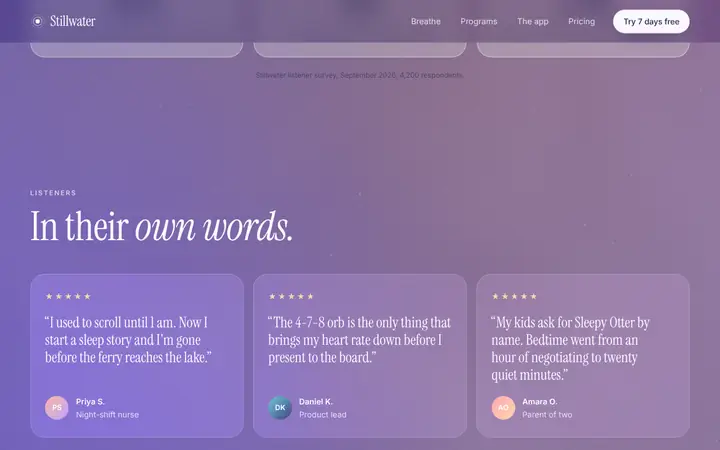 Stillwater
Breathe
Programs
The app
Pricing
Try 7 days free
Stillwater listener survey, September 2026, 4,200 respondents.
LISTENERS
In their own words.
★★★★★
“I used to scroll until 1 am. Now I
start a sleep story and I’m gone
before the ferry reaches the lake.”
PS
Priya S.
Night-shift nurse
★★★★★
“The 4-7-8 orb is the only thing that
brings my heart rate down before I
present to the board.”
DK
Daniel K.
Product lead
★★★★★
“My kids ask for Sleepy Otter by
name. Bedtime went from an
hour of negotiating to twenty
quiet minutes.”
AO
Amara O.
Parent of two